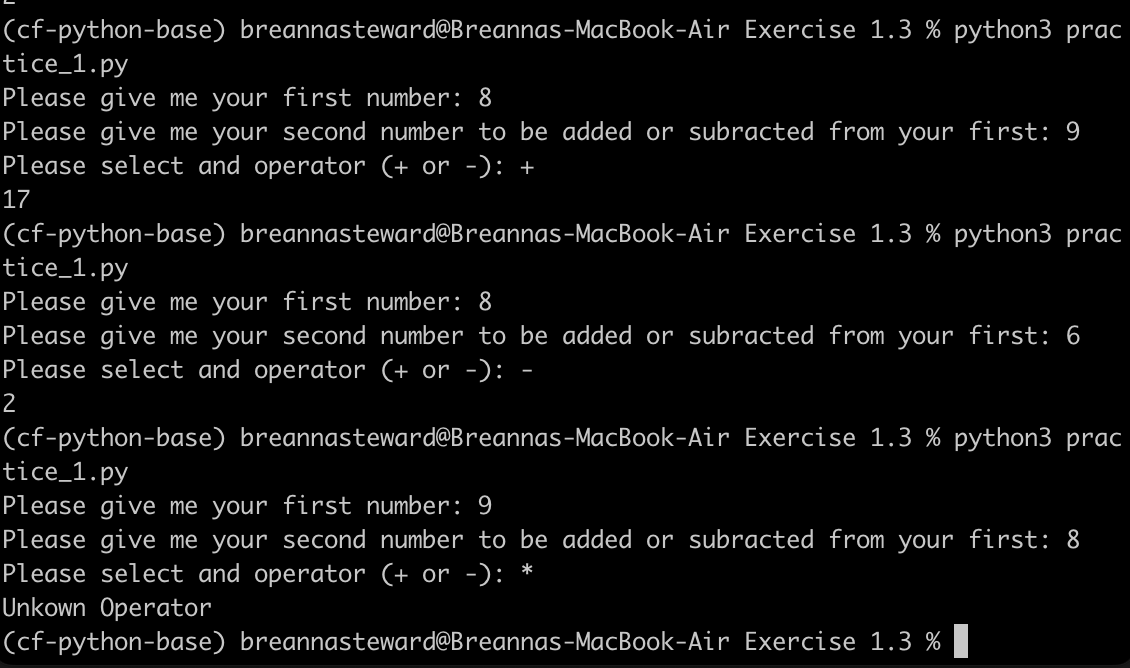 (cf-python-base) breannasteward@Breannas-MacBook-Air Exercise 1.3 % python3 prac
tice_1.py
Please give me your first number: 8
Please give me your second number to be added or subracted from your first: 9
Please select and operator (+ or -): +
17
(cf-python-base) breannasteward@Breannas-MacBook-Air Exercise 1.3 % python3 prac
tice_1.py
Please give me your first number: 8
Please give me your second number to be added or subracted from your first: 6
Please select and operator (+ or -): -
2
(cf-python-base) breannasteward@Breannas-MacBook-Air Exercise 1.3 % python3 prac
tice_1.py
Please give me your first number: 9
Please give me your second number to be added or subracted from your first: 8
Please select and operator (+ or -): *
Unkown Operator
(cf-python-base) breannasteward@Breannas-MacBook-Air Exercise 1.3 %